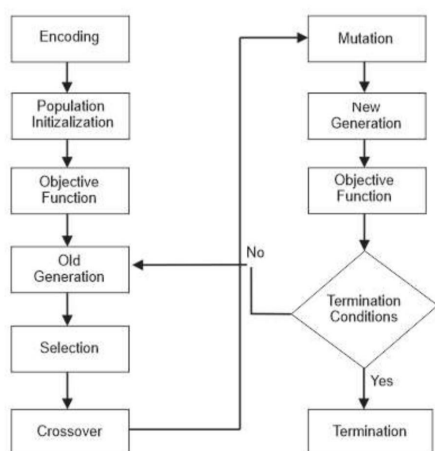 Encoding
Population
Initizalization
Objective
Function
Old
Generation
Selection
Crossover
Mutation
New
Generation
Objective
Function
No
Termination
Conditions
Yes
Termination